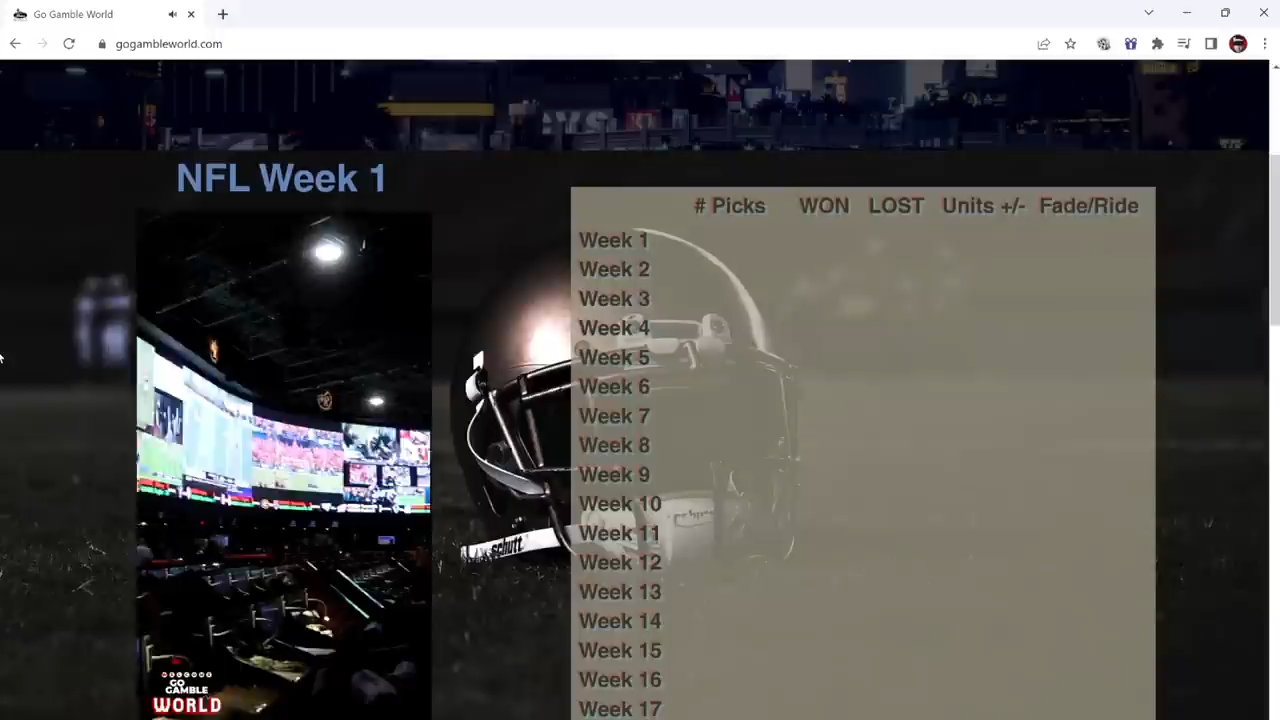 Go Gamble World
gogambleworld.com
NFL Week 1
# Picks WON LOST Units +/- Fade/Ride
Week 1
Week 2
Week 3
Week 4
Week 5
Week 6
Week 7
Week 8
Week 9
Week 10
Week 11
Week 12
Week 13
Week 14
Week 15
Week 16
Week 17
schutt
WELCOME
GO
GAMBLE
WORLD